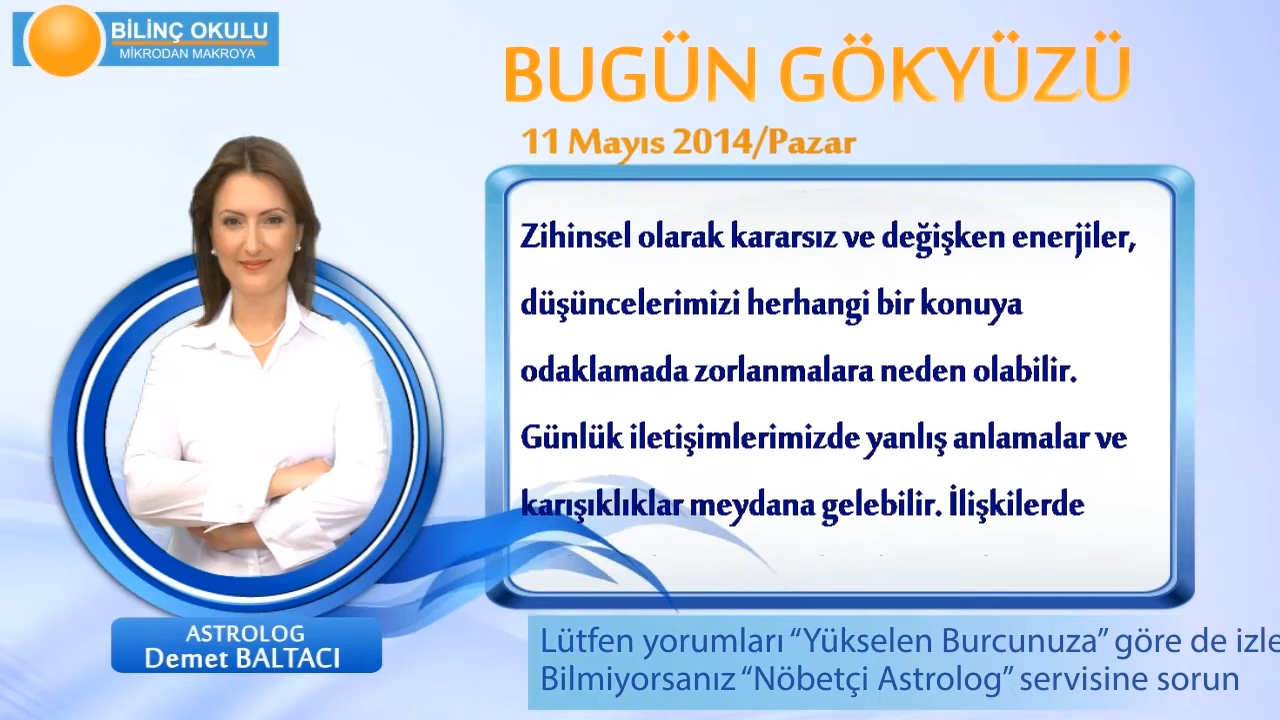 BİLİNÇ OKULU
MİKRODAN MAKROYA
BUGÜN GÖKYÜZÜ
11 Mayıs 2014/Pazar
Zihinsel olarak kararsız ve değişken enerjiler,
düşüncelerimizi herhangi bir konuya
odaklamada zorlanmalara neden olabilir.
Günlük iletişimlerimizde yanlış anlamalar ve
karışıklıklar meydana gelebilir. İlişkilerde
ASTROLOG
Demet BALTACI
Lütfen yorumları “Yükselen Burcunuza” göre de izle
Bilmiyorsanız “Nöbetçi Astrolog” servisine sorun